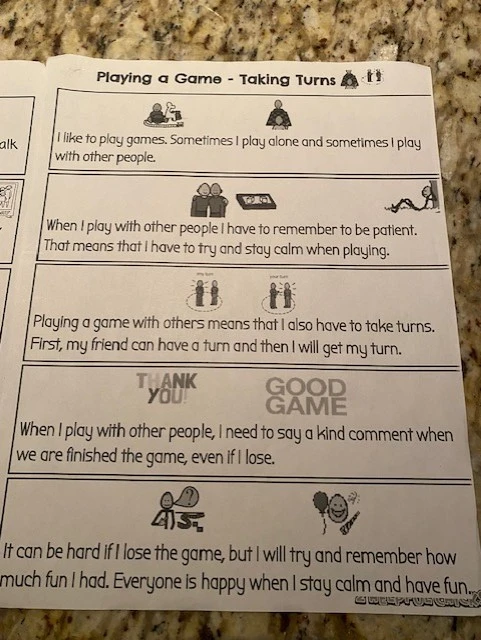 Playing a Game - Taking Turns
alk
I like to play games. Sometimes I play alone and sometimes I play
with other people.
When I play with other people I have to remember to be patient.
That means that I have to try and stay calm when playing.
my turn
your turn
Playing a game with others means that I also have to take turns.
First, my friend can have a turn and then I will get my turn.
THANK
YOU!
GOOD
GAME
When I play with other people, I need to say a kind comment when
we are finished the game, even if I lose.
?
It can be hard if I lose the game, but I will try and remember how
much fun I had. Everyone is happy when I stay calm and have fun.